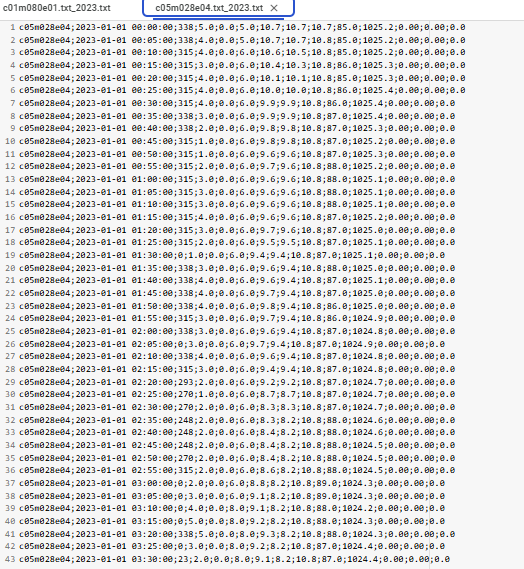 c01m080e01.txt_2023.txt c05m028e04.txt_2023.txt ×
1 c05m028e04;2023-01-01 00:00:00;338;5.0;0.0;5.0;10.7;10.7;10.7;85.0;1025.2;0.00;0.00;0.0
2 c05m028e04;2023-01-01 00:05:00;338;4.0;0.0;5.0;10.7;10.7;10.8;85.0;1025.2;0.00;0.00;0.0
3 c05m028e04;2023-01-01 00:10:00;315;4.0;0.0;6.0;10.6;10.5;10.8;85.0;1025.2;0.00;0.00;0.0
4 c05m028e04;2023-01-01 00:15:00;315;3.0;0.0;6.0;10.4;10.3;10.8;86.0;1025.3;0.00;0.00;0.0
5 c05m028e04;2023-01-01 00:20:00;315;4.0;0.0;6.0;10.1;10.1;10.8;85.0;1025.3;0.00;0.00;0.0
6 c05m028e04;2023-01-01 00:25:00;315;4.0;0.0;6.0;10.0;10.0;10.8;86.0;1025.4;0.00;0.00;0.0
7 c05m028e04;2023-01-01 00:30:00;315;4.0;0.0;6.0;9.9;9.9;10.8;86.0;1025.4;0.00;0.00;0.0
8 c05m028e04;2023-01-01 00:35:00;338;3.0;0.0;6.0;9.9;9.9;10.8;87.0;1025.4;0.00;0.00;0.0
9 c05m028e04;2023-01-01 00:40:00;338;2.0;0.0;6.0;9.8;9.8;10.8;87.0;1025.3;0.00;0.00;0.0
10 c05m028e04;2023-01-01 00:45:00;315;1.0;0.0;6.0;9.8;9.8;10.8;87.0;1025.2;0.00;0.00;0.0
11 c05m028e04;2023-01-01 00:50:00;315;1.0;0.0;6.0;9.6;9.6;10.8;87.0;1025.3;0.00;0.00;0.0
12 c05m028e04;2023-01-01 00:55:00;315;2.0;0.0;6.0;9.7;9.6;10.8;88.0;1025.2;0.00;0.00;0.0
13 c05m028e04;2023-01-01 01:00:00;315;3.0;0.0;6.0;9.6;9.6;10.8;88.0;1025.1;0.00;0.00;0.0
14 c05m028e04;2023-01-01 01:05:00;315;3.0;0.0;6.0;9.6;9.6;10.8;88.0;1025.1;0.00;0.00;0.0
15 c05m028e04;2023-01-01 01:10:00;315;3.0;0.0;6.0;9.6;9.6;10.8;88.0;1025.1;0.00;0.00;0.0
16 c05m028e04;2023-01-01 01:15:00;315;4.0;0.0;6.0;9.6;9.6;10.8;87.0;1025.2;0.00;0.00;0.0
17 c05m028e04;2023-01-01 01:20:00;315;3.0;0.0;6.0;9.7;9.6;10.8;87.0;1025.0;0.00;0.00;0.0
18 c05m028e04;2023-01-01 01:25:00;315;2.0;0.0;6.0;9.5;9.5;10.8;87.0;1025.1;0.00;0.00;0.0
19 c05m028e04;2023-01-01 01:30:00;0;1.0;0.0;6.0;9.4;9.4;10.8;87.0;1025.1;0.00;0.00;0.0
20 c05m028e04;2023-01-01 01:35:00;338;3.0;0.0;6.0;9.6;9.4;10.8;88.0;1025.0;0.00;0.00;0.0
21 c05m028e04;2023-01-01 01:40:00;338;4.0;0.0;6.0;9.6;9.4;10.8;87.0;1025.1;0.00;0.00;0.0
22 c05m028e04;2023-01-01 01:45:00;338;4.0;0.0;6.0;9.7;9.4;10.8;87.0;1025.0;0.00;0.00;0.0
23 c05m028e04;2023-01-01 01:50:00;338;4.0;0.0;6.0;9.8;9.4;10.8;86.0;1025.0;0.00;0.00;0.0
24 c05m028e04;2023-01-01 01:55:00;315;3.0;0.0;6.0;9.7;9.4;10.8;86.0;1024.9;0.00;0.00;0.0
25 c05m028e04;2023-01-01 02:00:00;338;3.0;0.0;6.0;9.6;9.4;10.8;87.0;1024.8;0.00;0.00;0.0
26 c05m028e04;2023-01-01 02:05:00;0;3.0;0.0;6.0;9.7;9.4;10.8;87.0;1024.9;0.00;0.00;0.0
27 c05m028e04;2023-01-01 02:10:00;338;4.0;0.0;6.0;9.6;9.4;10.8;87.0;1024.8;0.00;0.00;0.0
28 c05m028e04;2023-01-01 02:15:00;315;3.0;0.0;6.0;9.4;9.4;10.8;87.0;1024.8;0.00;0.00;0.0
29 c05m028e04;2023-01-01 02:20:00;293;2.0;0.0;6.0;9.2;9.2;10.8;87.0;1024.7;0.00;0.00;0.0
30 c05m028e04;2023-01-01 02:25:00;270;1.0;0.0;6.0;8.7;8.7;10.8;87.0;1024.7;0.00;0.00;0.0
31 c05m028e04;2023-01-01 02:30:00;270;2.0;0.0;6.0;8.3;8.3;10.8;87.0;1024.7;0.00;0.00;0.0
32 c05m028e04;2023-01-01 02:35:00;248;2.0;0.0;6.0;8.3;8.2;10.8;88.0;1024.6;0.00;0.00;0.0
33 c05m028e04;2023-01-01 02:40:00;248;2.0;0.0;6.0;8.4;8.2;10.8;88.0;1024.6;0.00;0.00;0.0
34 c05m028e04;2023-01-01 02:45:00;248;2.0;0.0;6.0;8.4;8.2;10.8;88.0;1024.5;0.00;0.00;0.0
35 c05m028e04;2023-01-01 02:50:00;270;2.0;0.0;6.0;8.4;8.2;10.8;88.0;1024.5;0.00;0.00;0.0
36 c05m028e04;2023-01-01 02:55:00;315;2.0;0.0;6.0;8.6;8.2;10.8;88.0;1024.5;0.00;0.00;0.0
37 c05m028e04;2023-01-01 03:00:00;0;2.0;0.0;6.0;8.8;8.2;10.8;89.0;1024.3;0.00;0.00;0.0
38 c05m028e04;2023-01-01 03:05:00;0;3.0;0.0;6.0;9.1;8.2;10.8;89.0;1024.3;0.00;0.00;0.0
39 c05m028e04;2023-01-01 03:10:00;0;4.0;0.0;8.0;9.1;8.2;10.8;88.0;1024.2;0.00;0.00;0.0
40 c05m028e04;2023-01-01 03:15:00;0;5.0;0.0;8.0;9.2;8.2;10.8;88.0;1024.3;0.00;0.00;0.0
41 c05m028e04;2023-01-01 03:20:00;338;5.0;0.0;8.0;9.3;8.2;10.8;88.0;1024.3;0.00;0.00;0.0
42 c05m028e04;2023-01-01 03:25:00;0;3.0;0.0;8.0;9.2;8.2;10.8;87.0;1024.4;0.00;0.00;0.0
43 c05m028e04;2023-01-01 03:30:00;23;2.0;0.0;8.0;9.1;8.2;10.8;87.0;1024.4;0.00;0.00;0.0